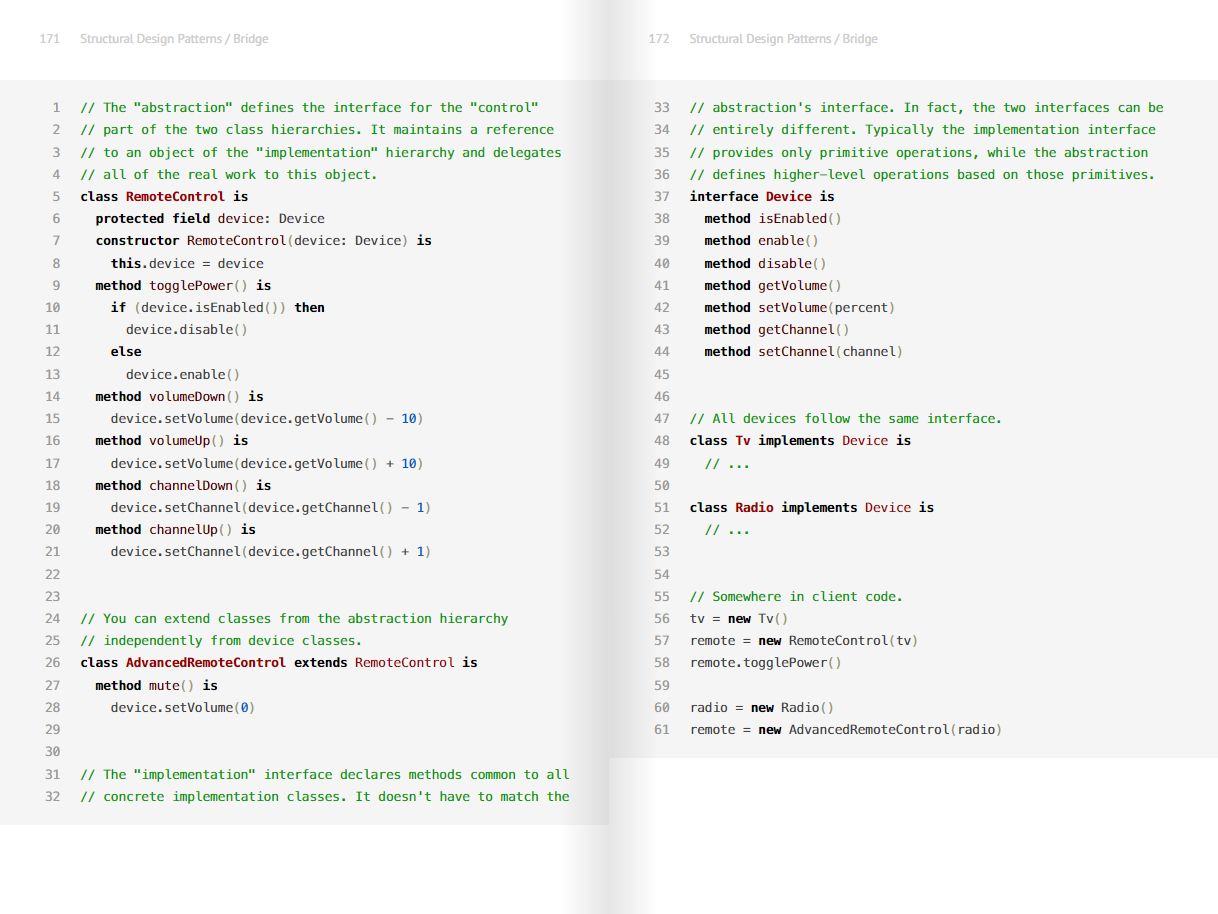 171 Structural Design Patterns / Bridge
1 // The "abstraction" defines the interface for the "control"
2 // part of the two class hierarchies. It maintains a reference
3 // to an object of the "implementation" hierarchy and delegates
4 // all of the real work to this object.
5 class RemoteControl is
6   protected field device: Device
7   constructor RemoteControl(device: Device) is
8     this.device = device
9   method togglePower() is
10     if (device.isEnabled()) then
11       device.disable()
12     else
13       device.enable()
14   method volumeDown() is
15     device.setVolume(device.getVolume() − 10)
16   method volumeUp() is
17     device.setVolume(device.getVolume() + 10)
18   method channelDown() is
19     device.setChannel(device.getChannel() − 1)
20   method channelUp() is
21     device.setChannel(device.getChannel() + 1)
22
23
24 // You can extend classes from the abstraction hierarchy
25 // independently from device classes.
26 class AdvancedRemoteControl extends RemoteControl is
27   method mute() is
28     device.setVolume(0)
29
30
31 // The "implementation" interface declares methods common to all
32 // concrete implementation classes. It doesn't have to match the
172 Structural Design Patterns / Bridge
33 // abstraction's interface. In fact, the two interfaces can be
34 // entirely different. Typically the implementation interface
35 // provides only primitive operations, while the abstraction
36 // defines higher−level operations based on those primitives.
37 interface Device is
38   method isEnabled()
39   method enable()
40   method disable()
41   method getVolume()
42   method setVolume(percent)
43   method getChannel()
44   method setChannel(channel)
45
46
47 // All devices follow the same interface.
48 class Tv implements Device is
49   // ...
50
51 class Radio implements Device is
52   // ...
53
54
55 // Somewhere in client code.
56 tv = new Tv()
57 remote = new RemoteControl(tv)
58 remote.togglePower()
59
60 radio = new Radio()
61 remote = new AdvancedRemoteControl(radio)